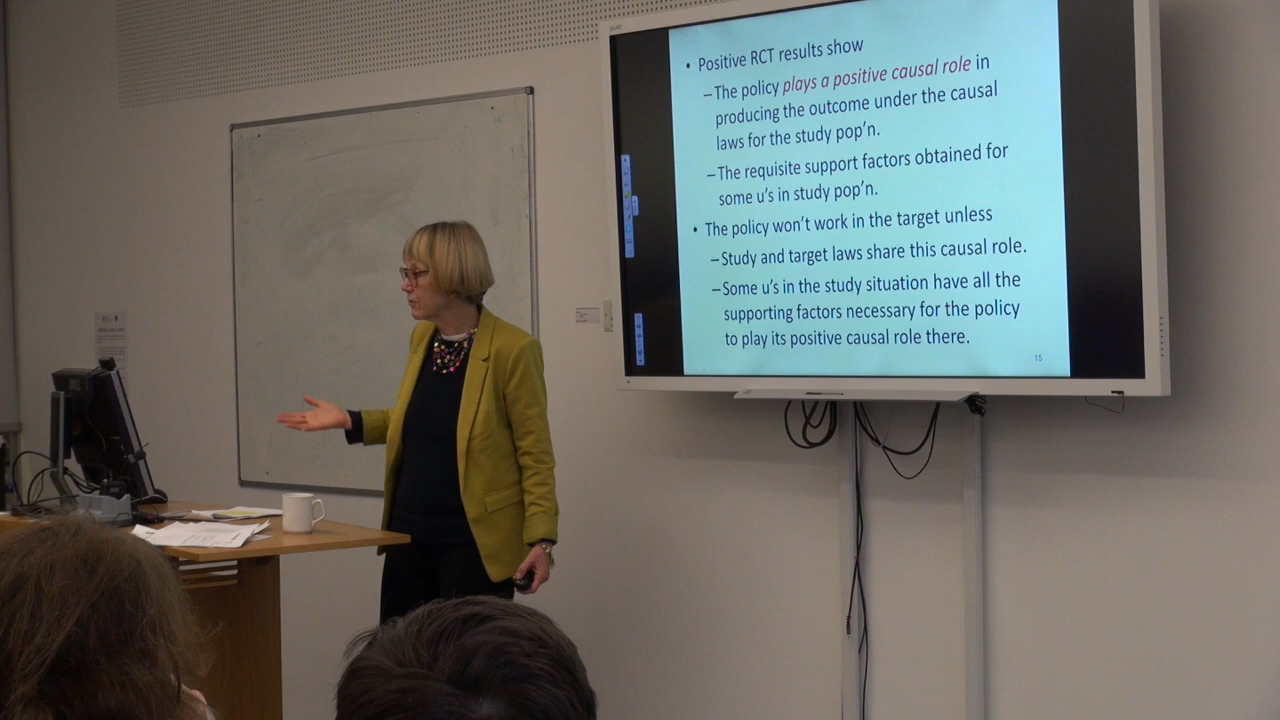 • Positive RCT results show
–The policy plays a positive causal role in
producing the outcome under the causal
laws for the study pop’n.
–The requisite support factors obtained for
some u’s in study pop’n.
• The policy won’t work in the target unless
–Study and target laws share this causal role.
–Some u’s in the study situation have all the
supporting factors necessary for the policy
to play its positive causal role there.
15